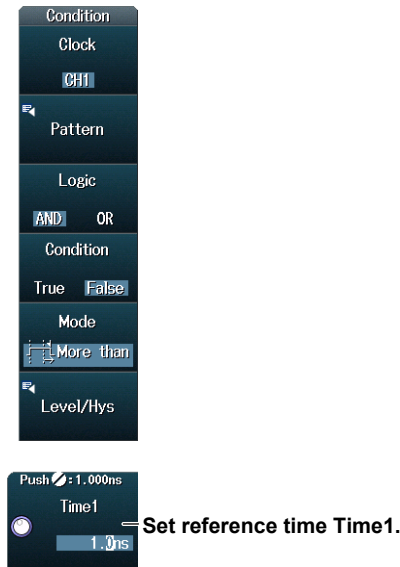 Condition
Clock
CH1
Pattern
Logic
AND OR
Condition
True False
Mode
More than
Level/Hys
Push:1.000ns
Time1
1.0ns
Set reference time Time1.